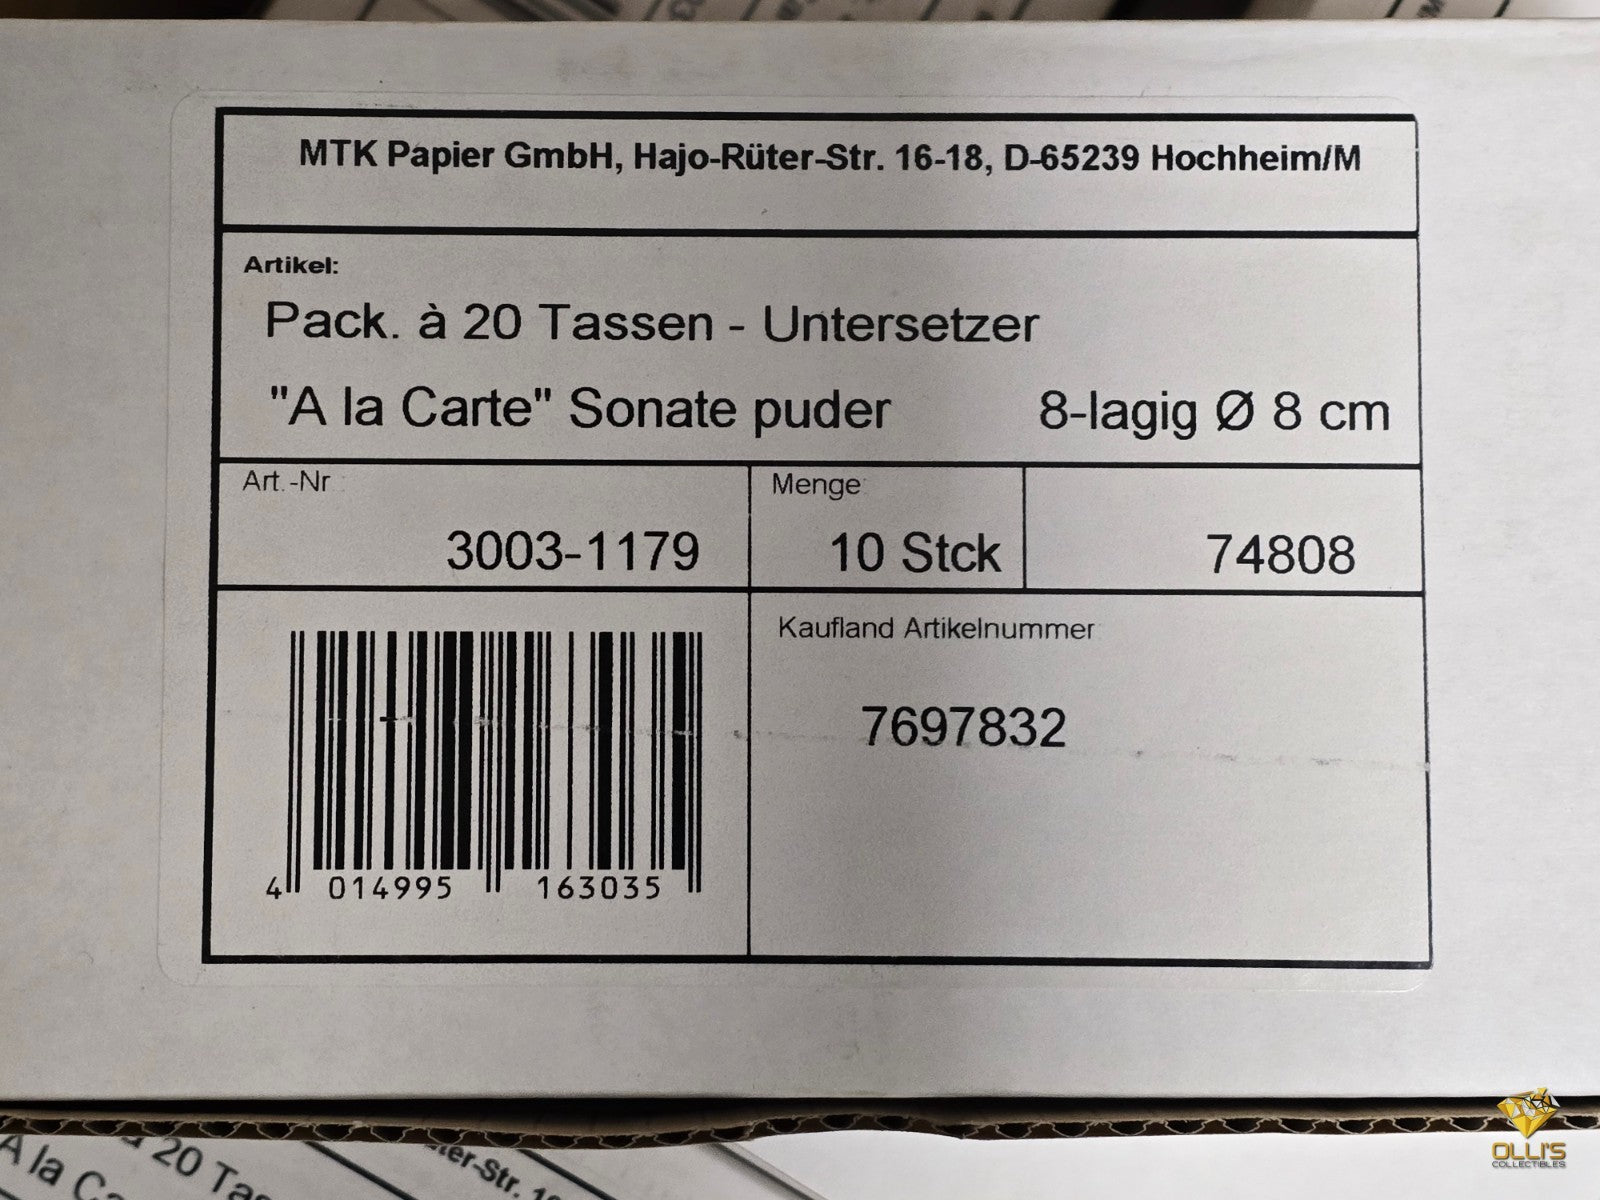 MTK Papier GmbH, Hajo-Rüter-Str. 16-18, D-65239 Hochheim/M
Artikel:
Pack. à 20 Tassen - Untersetzer
"A la Carte" Sonate puder 8-lagig Ø 8 cm
Art.-Nr
Menge
3003-1179
10 Stck
74808
Kaufland Artikelnummer
7697832
4 014995 163035
A la Ca
20 Tas
ter-Str.
OLLI'S
COLLECTIBLES